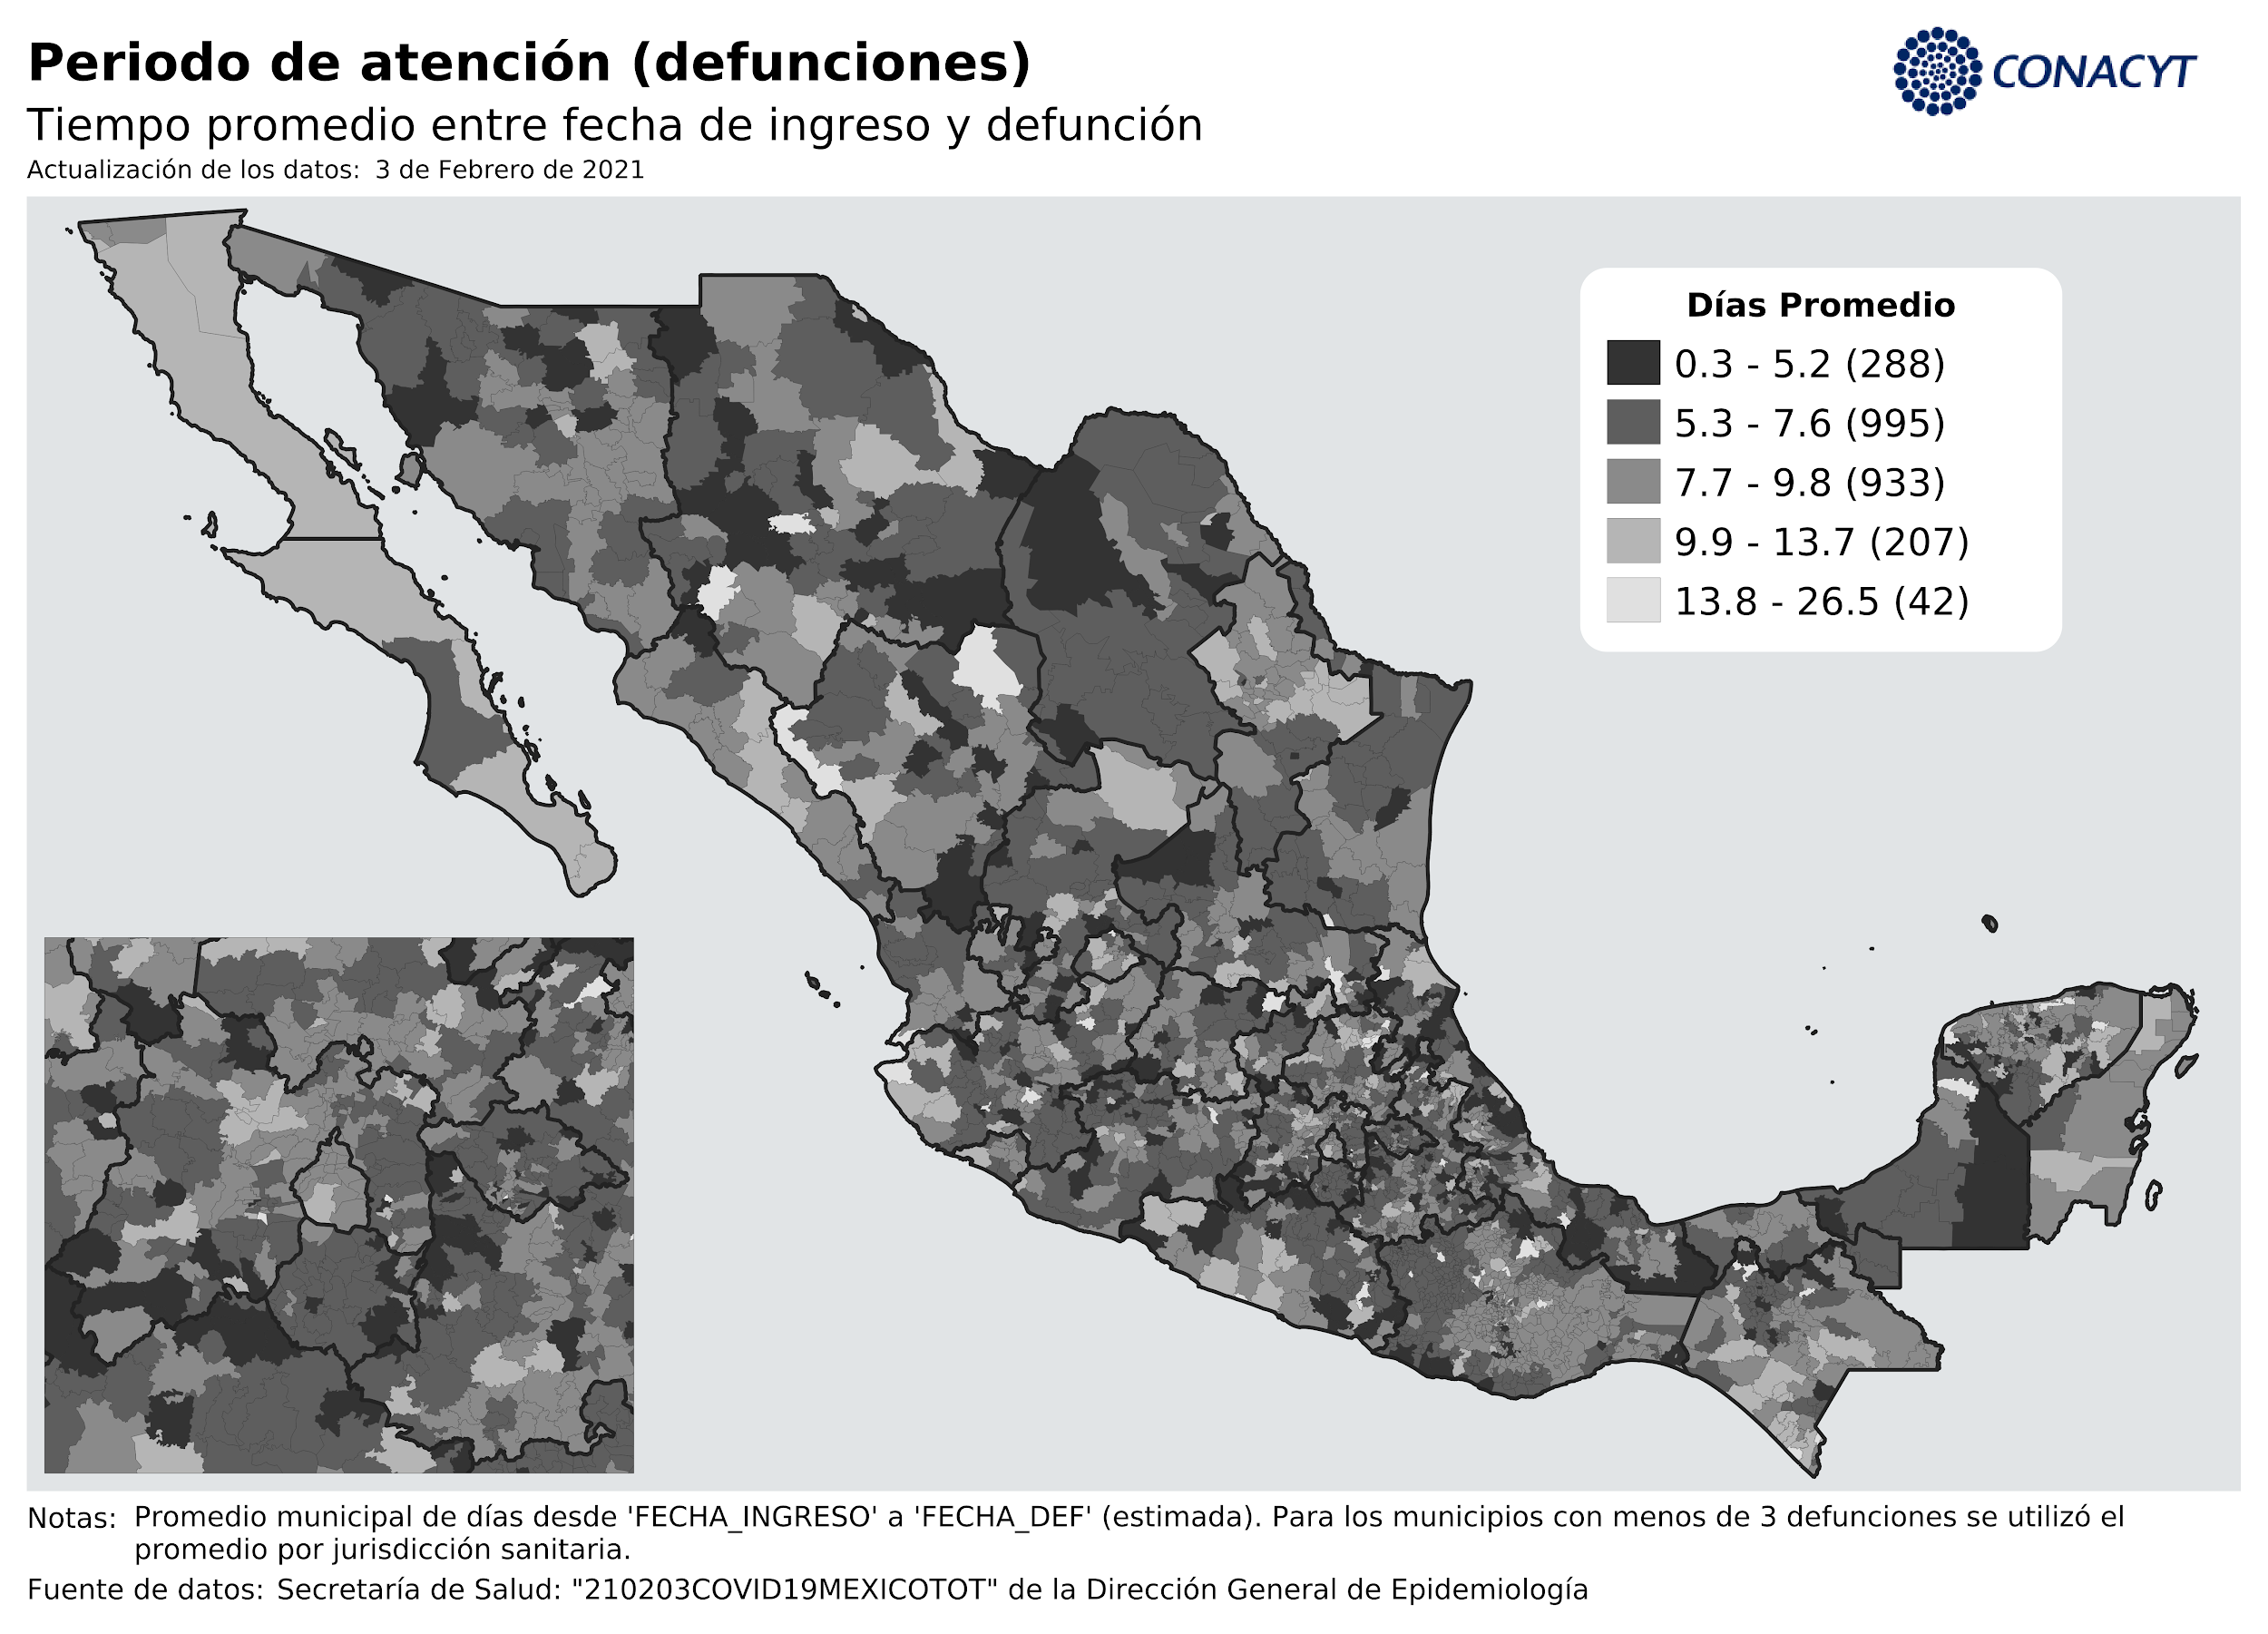 Periodo de atención (defunciones)
Tiempo promedio entre fecha de ingreso y defunción
Actualización de los datos: 3 de Febrero de 2021
CONACYT
Días Promedio
0.3 - 5.2 (288)
5.3 - 7.6 (995)
7.7 - 9.8 (933)
9.9 - 13.7 (207)
13.8 - 26.5 (42)
Notas: Promedio municipal de días desde 'FECHA_INGRESO' a 'FECHA_DEF' (estimada). Para los municipios con menos de 3 defunciones se utilizó el
promedio por jurisdicción sanitaria.
Fuente de datos: Secretaría de Salud: "210203COVID19MEXICOTOT" de la Dirección General de Epidemiología